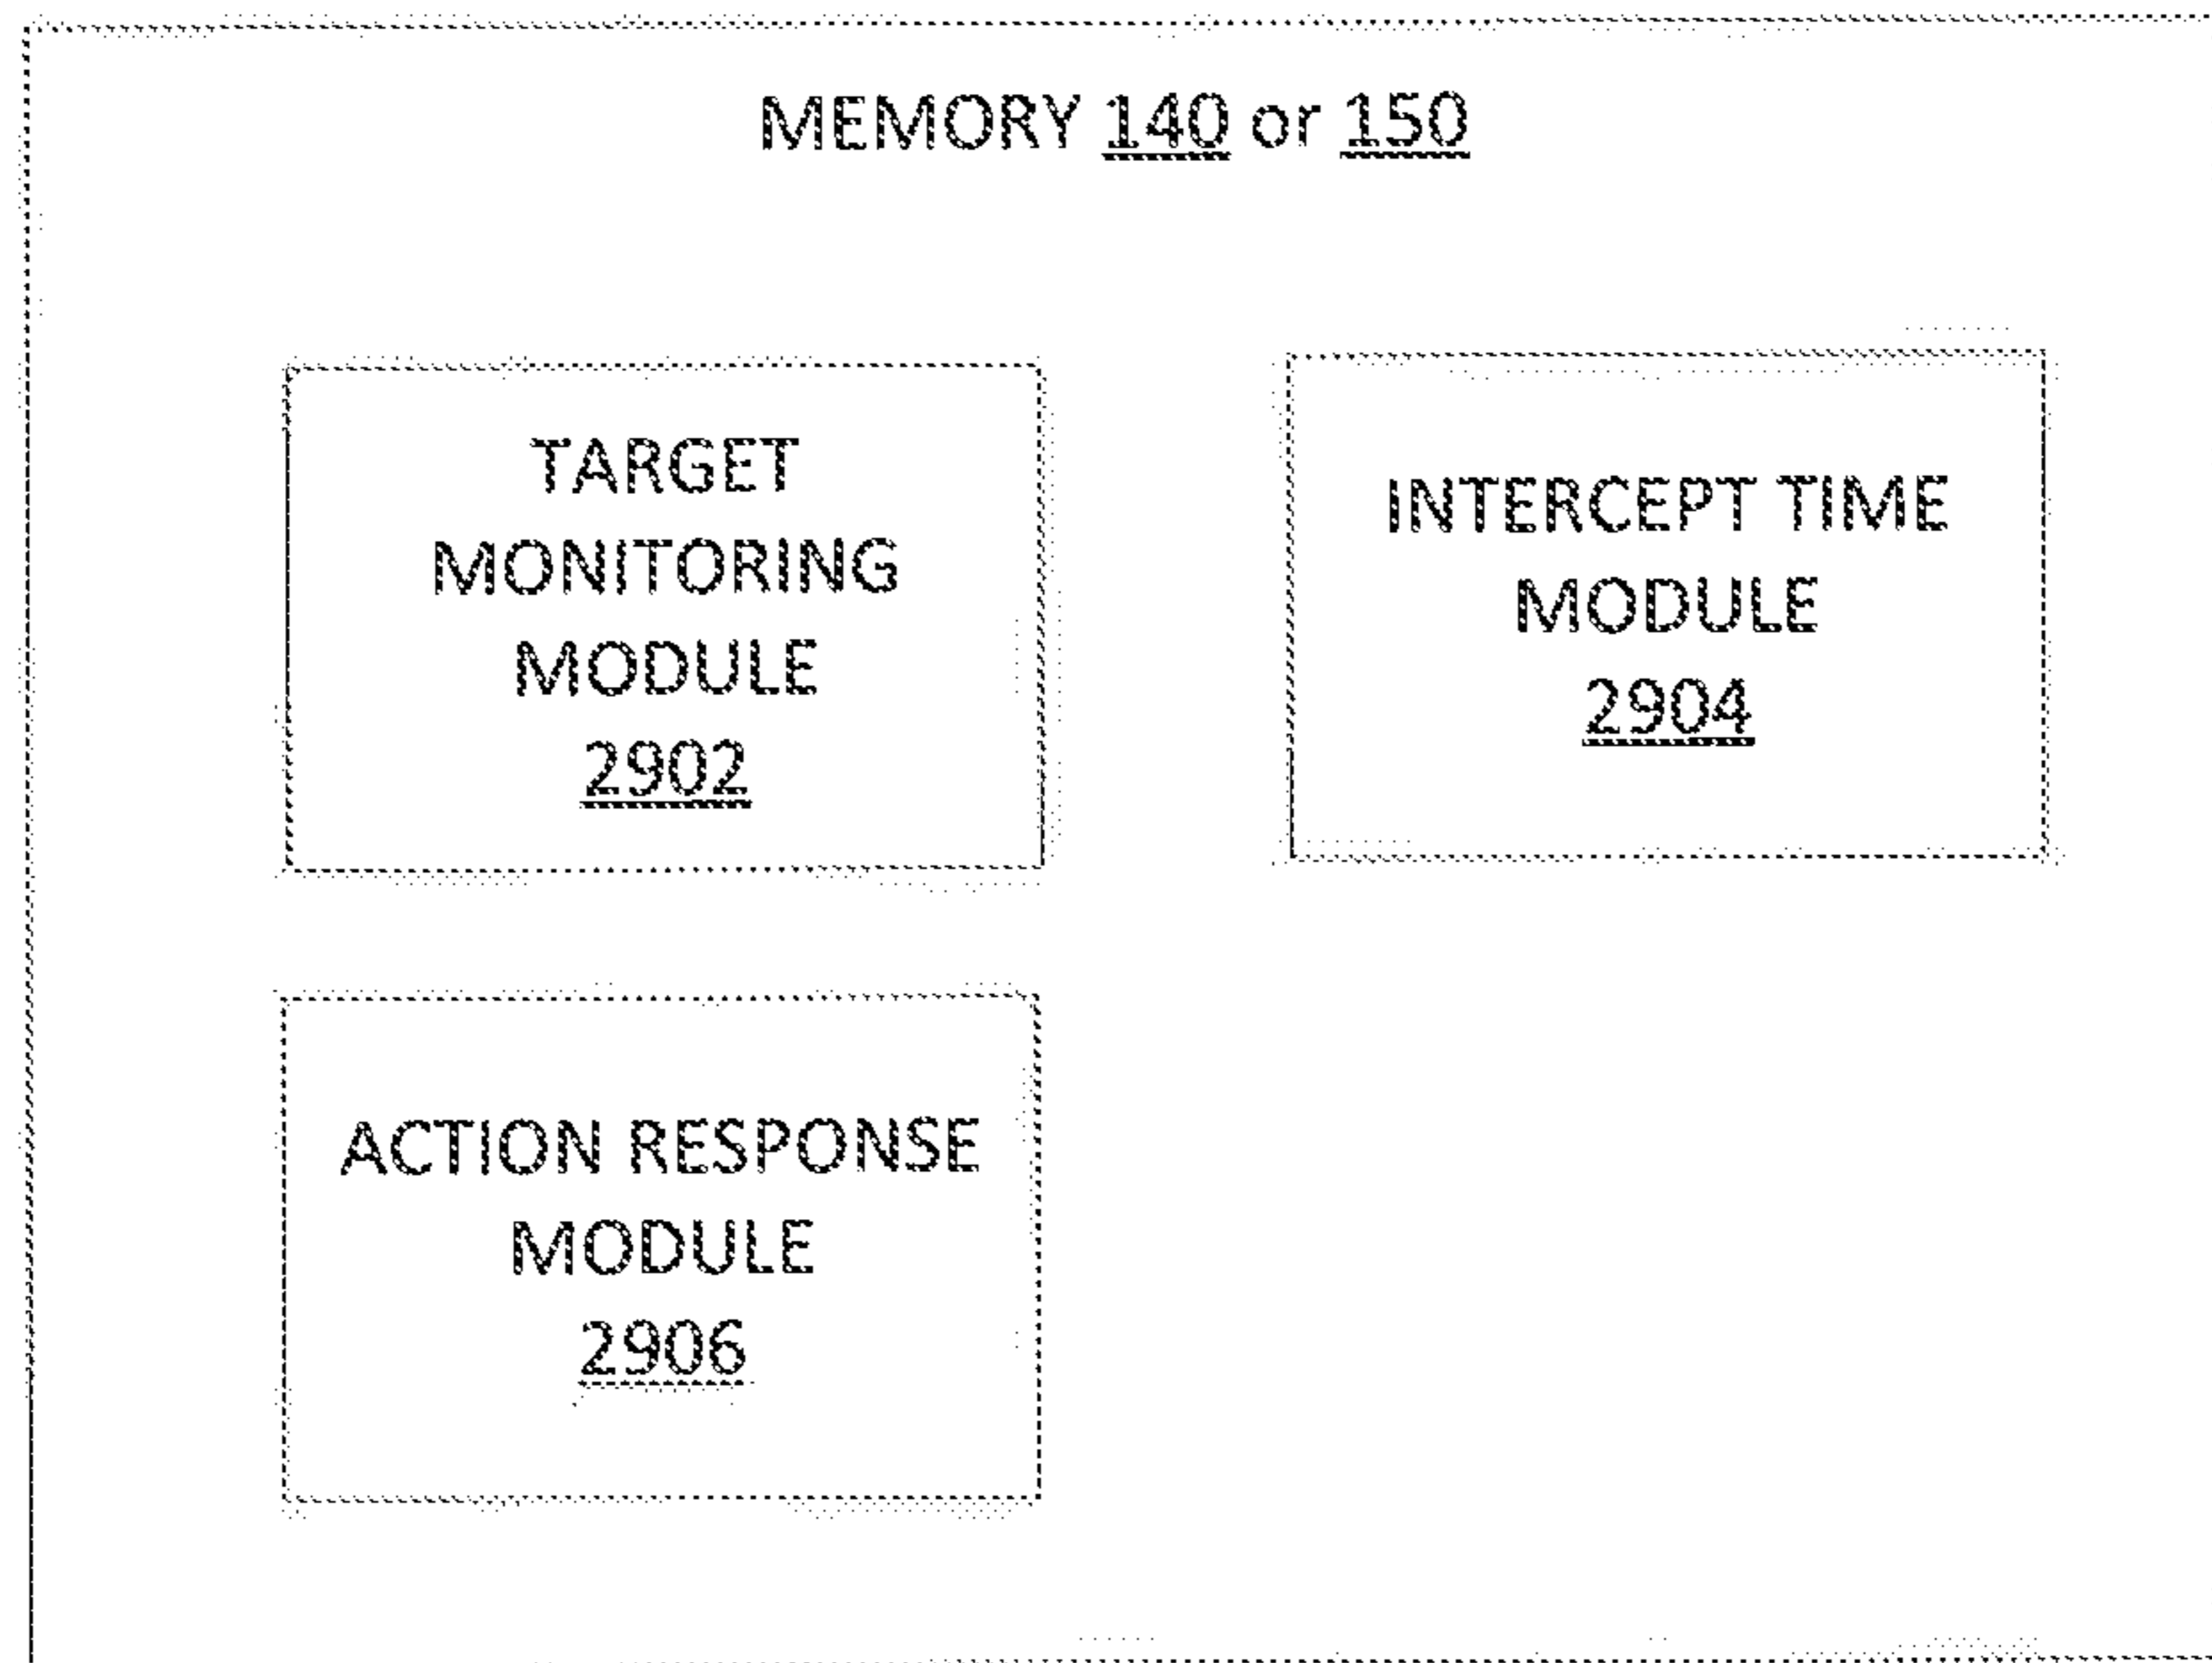 MEMORY 140 or 150
TARGET
MONITORING
MODULE
2902
INTERCEPT TIME
MODULE
2904
ACTION RESPONSE
MODULE
2906